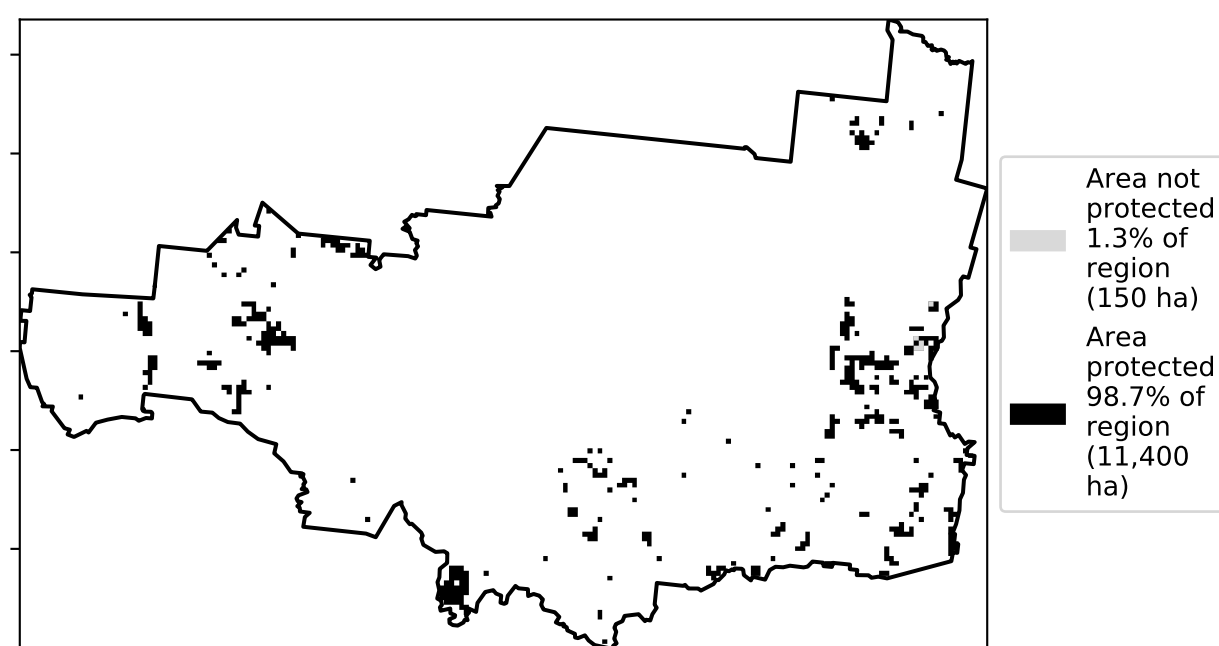 Area not
protected
1.3% of
region
(150 ha)
Area
protected
98.7% of
region
(11,400
ha)